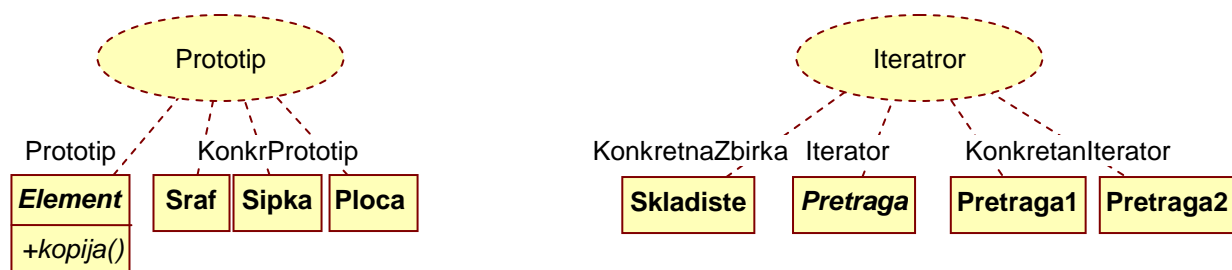 Prototip
Iteratror
Prototip KonkrPrototip
KonkretnaZbirka Iterator KonkretanIterator
Element Sraf Sipka Ploca
Skladiste Pretraga Pretraga1 Pretraga2
+kopija()